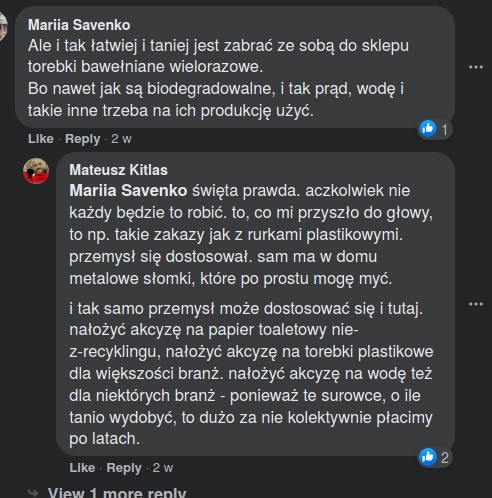 Mariia Savenko
Ale i tak łatwiej i taniej jest zabrać ze sobą do sklepu
torebki bawełniane wielorazowe.
Bo nawet jak są biodegradowalne, i tak prąd, wodę i
takie inne trzeba na ich produkcję użyć.
1
Like · Reply · 2 w
Mateusz Kitlas
Mariia Savenko święta prawda. aczkolwiek nie
każdy będzie to robić. to, co mi przyszło do głowy,
to np. takie zakazy jak z rurkami plastikowymi.
przemysł się dostosował. sam ma w domu
metalowe słomki, które po prostu mogę myć.
i tak samo przemysł może dostosować się i tutaj.
nałożyć akcyzę na papier toaletowy nie-
z-recyklingu, nałożyć akcyzę na torebki plastikowe
dla większości branż. nałożyć akcyzę na wodę też
dla niektórych branż - ponieważ te surowce, o ile
tanio wydobyć, to dużo za nie kolektywnie płacimy
po latach.
2
Like · Reply · 2 w
View 1 more reply